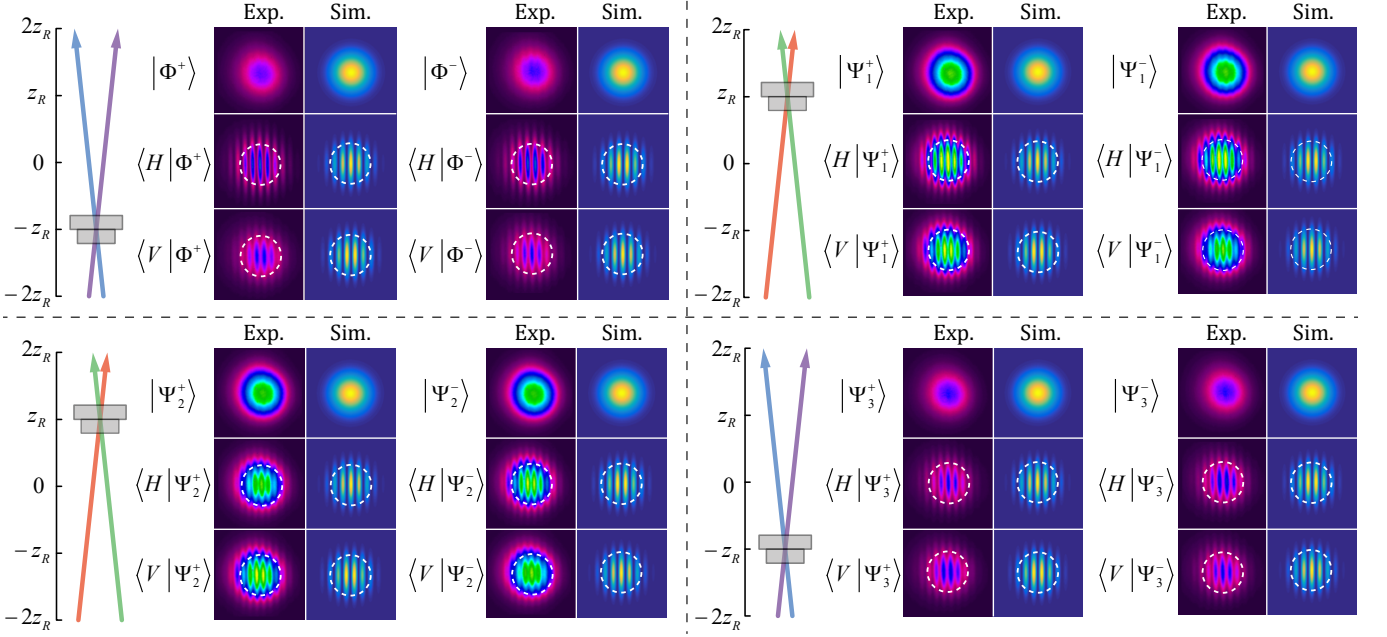 Exp. Sim. Exp. Sim.
2z_R
z_R
0
−z_R
−2z_R
|Φ⁺⟩
|Φ⁻⟩
⟨H|Φ⁺⟩
⟨H|Φ⁻⟩
⟨V|Φ⁺⟩
⟨V|Φ⁻⟩
Exp. Sim. Exp. Sim.
2z_R
z_R
0
−z_R
−2z_R
|Ψ₁⁺⟩
|Ψ₁⁻⟩
⟨H|Ψ₁⁺⟩
⟨H|Ψ₁⁻⟩
⟨V|Ψ₁⁺⟩
⟨V|Ψ₁⁻⟩
Exp. Sim. Exp. Sim.
2z_R
z_R
0
−z_R
−2z_R
|Ψ₂⁺⟩
|Ψ₂⁻⟩
⟨H|Ψ₂⁺⟩
⟨H|Ψ₂⁻⟩
⟨V|Ψ₂⁺⟩
⟨V|Ψ₂⁻⟩
Exp. Sim. Exp. Sim.
2z_R
z_R
0
−z_R
−2z_R
|Ψ₃⁺⟩
|Ψ₃⁻⟩
⟨H|Ψ₃⁺⟩
⟨H|Ψ₃⁻⟩
⟨V|Ψ₃⁺⟩
⟨V|Ψ₃⁻⟩